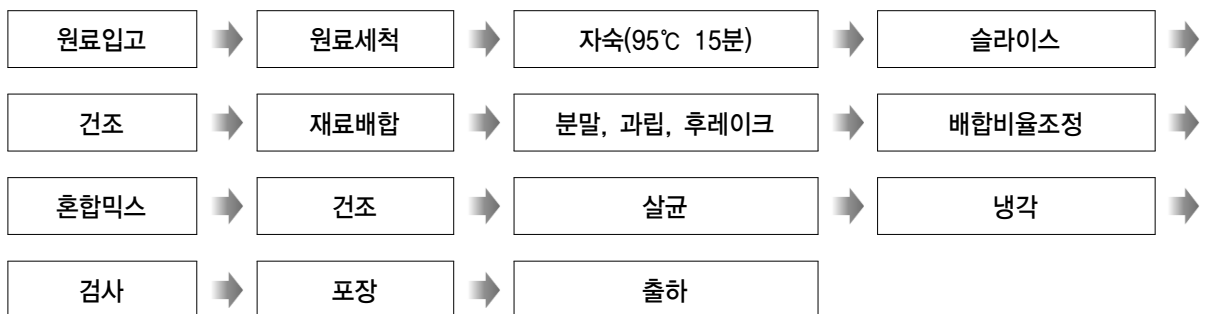 원료입고 원료세척 자숙(95℃ 15분) 슬라이스
건조 재료배합 분말, 과립, 후레이크 배합비율조정
혼합믹스 건조 살균 냉각
검사 포장 출하